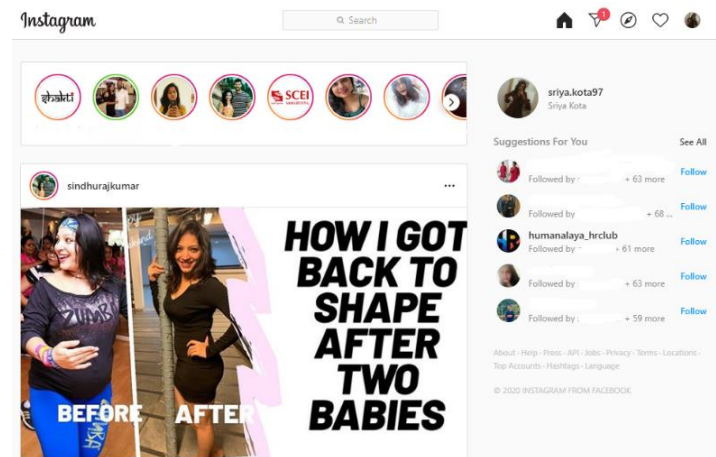 Instagram
Search
1
shakti
SCEI
sriya.kota97
Sriya Kota
Suggestions For You
See All
Followed by + 63 more
Follow
Followed by + 68 ...
Follow
humanalaya_hrclub
Followed by + 61 more
Follow
Followed by + 63 more
Follow
Followed by + 59 more
Follow
About · Help · Press · API · Jobs · Privacy · Terms · Locations ·
Top Accounts · Hashtags · Language
© 2020 INSTAGRAM FROM FACEBOOK
sindhurajkumar
ZUMBA
BEFORE
AFTER
HOW I GOT
BACK TO
SHAPE
AFTER
TWO
BABIES